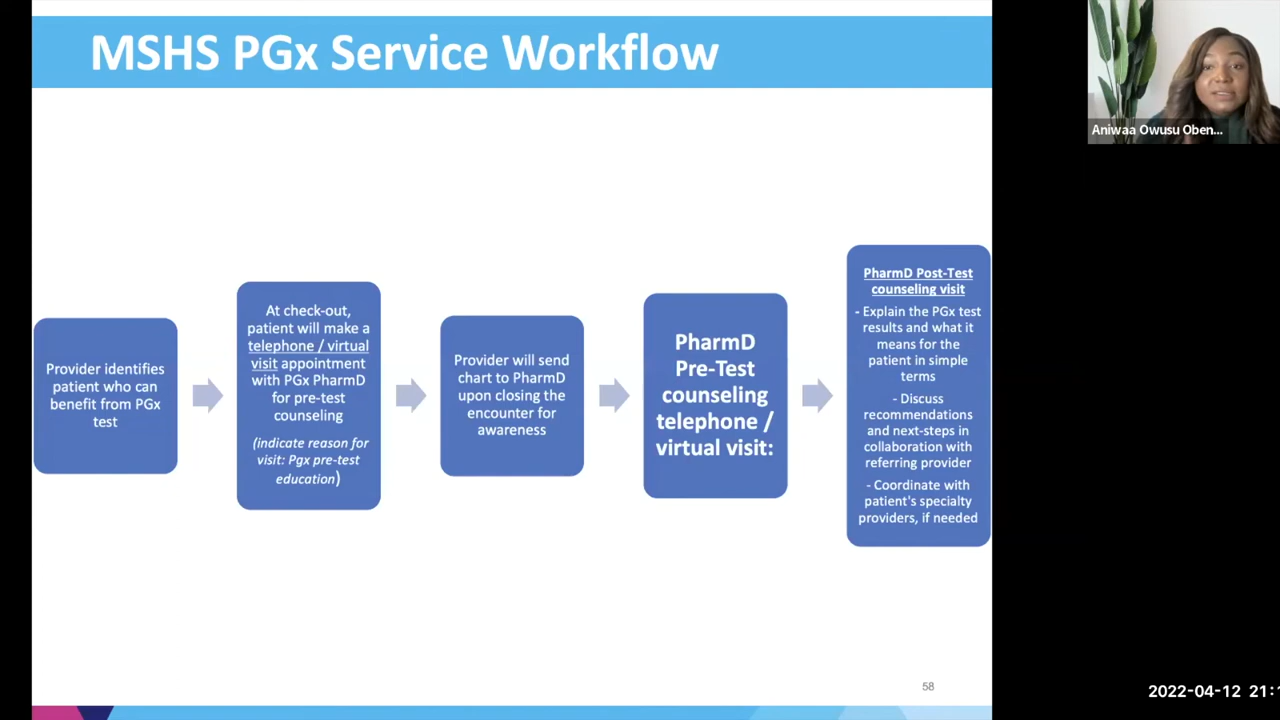 MSHS PGx Service Workflow
Aniwaa Owusu Oben...
Provider identifies
patient who can
benefit from PGx
test
At check-out,
patient will make a
telephone / virtual
visit appointment
with PGx PharmD
for pre-test
counseling
(indicate reason for
visit: Pgx pre-test
education)
Provider will send
chart to PharmD
upon closing the
encounter for
awareness
PharmD
Pre-Test
counseling
telephone /
virtual visit:
PharmD Post-Test
counseling visit
- Explain the PGx test
results and what it
means for the
patient in simple
terms
- Discuss
recommendations
and next-steps in
collaboration with
referring provider
- Coordinate with
patient's specialty
providers, if needed
58
2022-04-12 21: